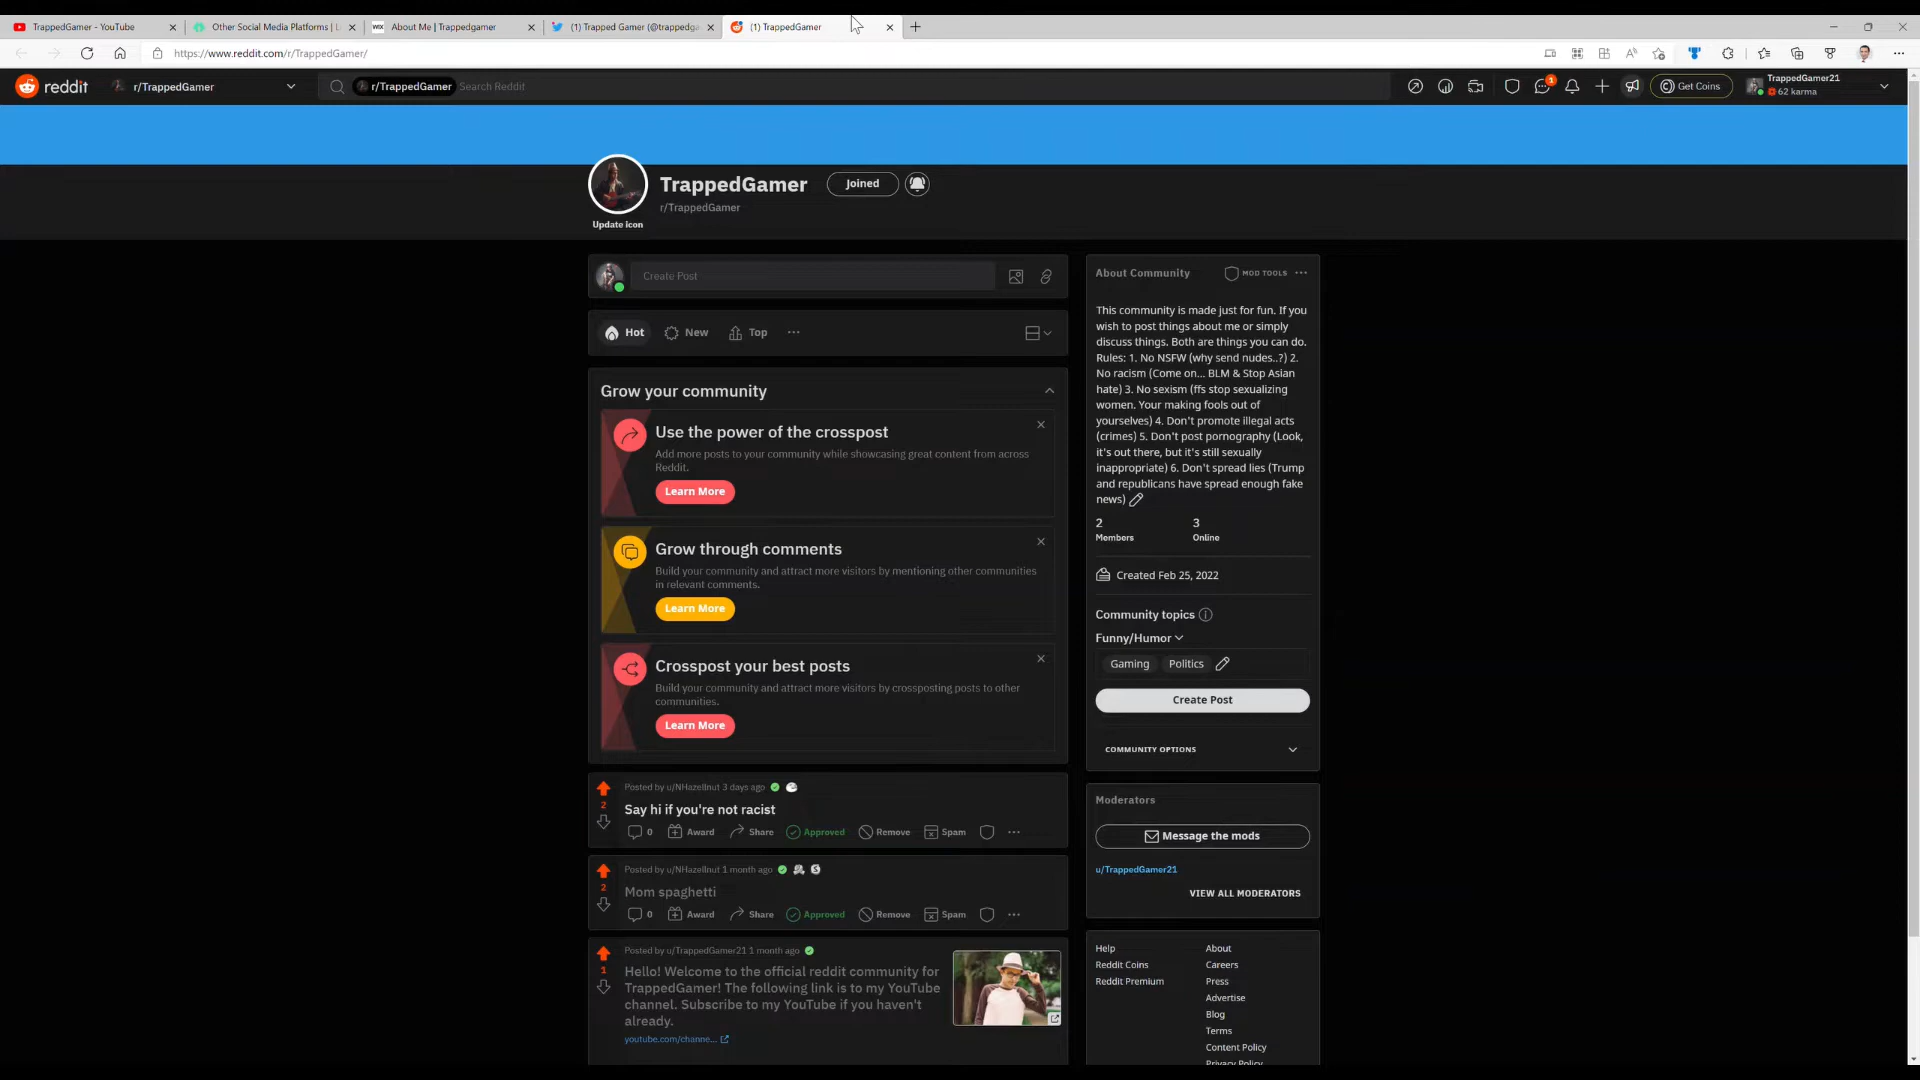 TrappedGamer - YouTube
Other Social Media Platforms | L
WIX About Me | Trappedgamer
(1) Trapped Gamer (@trappedga
(1) TrappedGamer
https://www.reddit.com/r/TrappedGamer/
reddit
r/TrappedGamer
r/TrappedGamer
Search Reddit
1
Get Coins
TrappedGamer21
62 karma
TrappedGamer
Joined
r/TrappedGamer
Update icon
Create Post
Hot
New
Top
Grow your community
Use the power of the crosspost
Add more posts to your community while showcasing great content from across
Reddit.
Learn More
Grow through comments
Build your community and attract more visitors by mentioning other communities
in relevant comments.
Learn More
Crosspost your best posts
Build your community and attract more visitors by crossposting posts to other
communities.
Learn More
2
Posted by u/NHazellnut 3 days ago
Say hi if you're not racist
0 Award Share Approved Remove Spam
2
Posted by u/NHazellnut 1 month ago
Mom spaghetti
0 Award Share Approved Remove Spam
1
Posted by u/TrappedGamer21 1 month ago
Hello! Welcome to the official reddit community for
TrappedGamer! The following link is to my YouTube
channel. Subscribe to my YouTube if you haven't
already.
youtube.com/channe...
About Community
MOD TOOLS
This community is made just for fun. If you
wish to post things about me or simply
discuss things. Both are things you can do.
Rules: 1. No NSFW (why send nudes..?) 2.
No racism (Come on... BLM & Stop Asian
hate) 3. No sexism (ffs stop sexualizing
women. Your making fools out of
yourselves) 4. Don't promote illegal acts
(crimes) 5. Don't post pornography (Look,
it's out there, but it's still sexually
inappropriate) 6. Don't spread lies (Trump
and republicans have spread enough fake
news)
2
Members
3
Online
Created Feb 25, 2022
Community topics
Funny/Humor
Gaming Politics
Create Post
COMMUNITY OPTIONS
Moderators
Message the mods
u/TrappedGamer21
VIEW ALL MODERATORS
Help
Reddit Coins
Reddit Premium
About
Careers
Press
Advertise
Blog
Terms
Content Policy
Privacy Policy